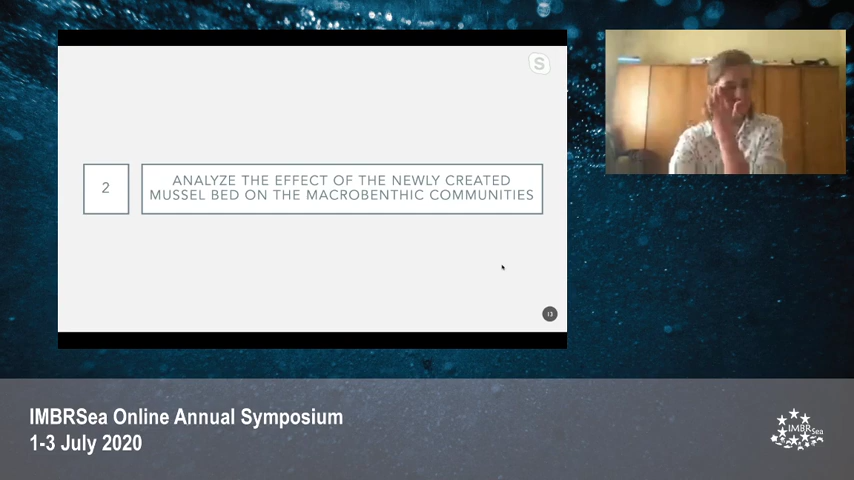 2
ANALYZE THE EFFECT OF THE NEWLY CREATED
MUSSEL BED ON THE MACROBENTHIC COMMUNITIES
13
IMBRSea Online Annual Symposium
1-3 July 2020
IMBRSea